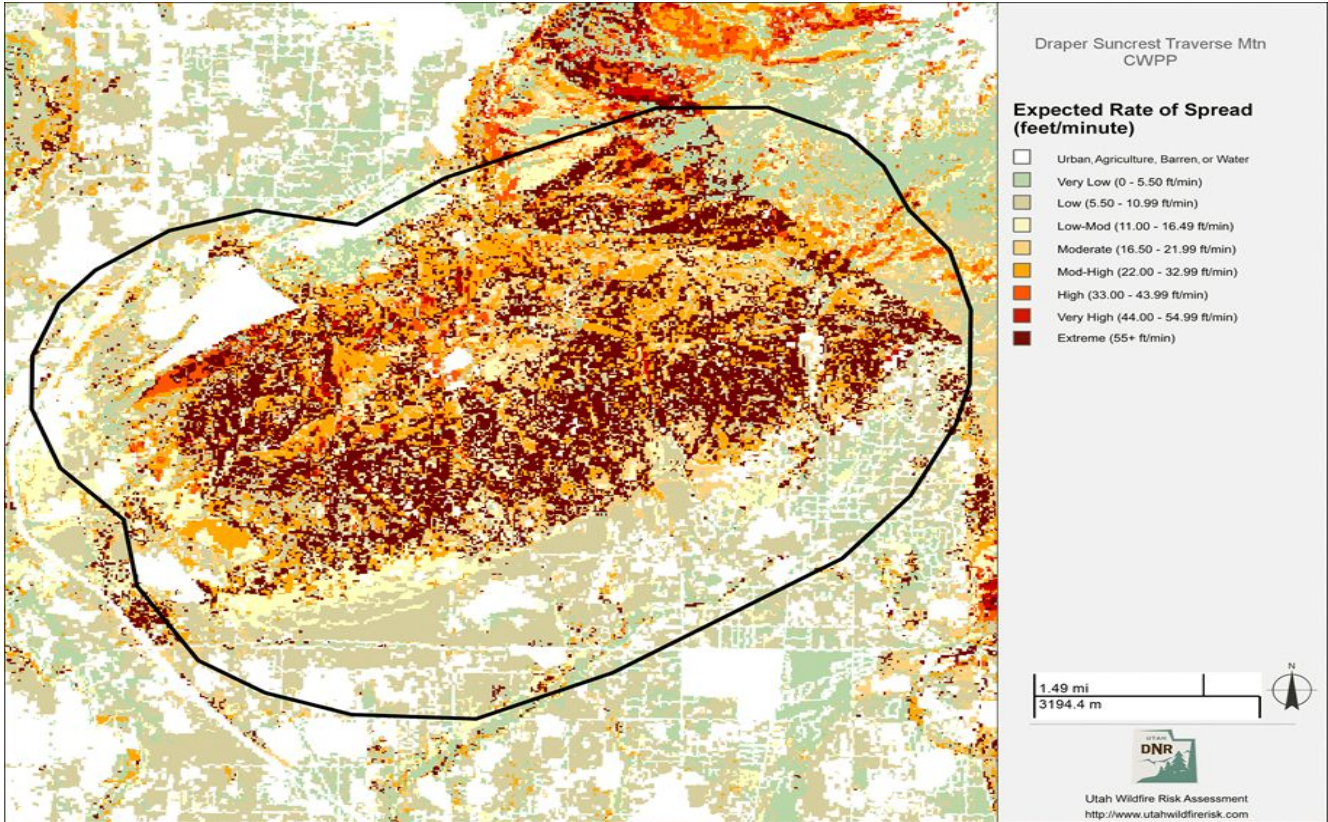 Draper Suncrest Traverse Mtn
CWPP
Expected Rate of Spread
(feet/minute)
Urban, Agriculture, Barren, or Water
Very Low (0 - 5.50 ft/min)
Low (5.50 - 10.99 ft/min)
Low-Mod (11.00 - 16.49 ft/min)
Moderate (16.50 - 21.99 ft/min)
Mod-High (22.00 - 32.99 ft/min)
High (33.00 - 43.99 ft/min)
Very High (44.00 - 54.99 ft/min)
Extreme (55+ ft/min)
N
1.49 mi
3194.4 m
UTAH
DNR
Utah Wildfire Risk Assessment
http://www.utahwildfirerisk.com